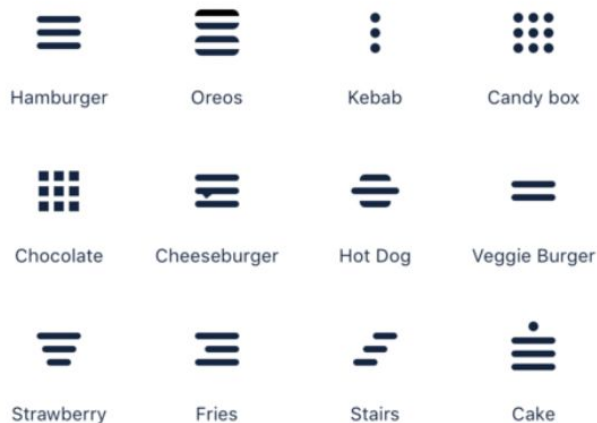 Hamburger Oreos Kebab Candy box
Chocolate Cheeseburger Hot Dog Veggie Burger
Strawberry Fries Stairs Cake